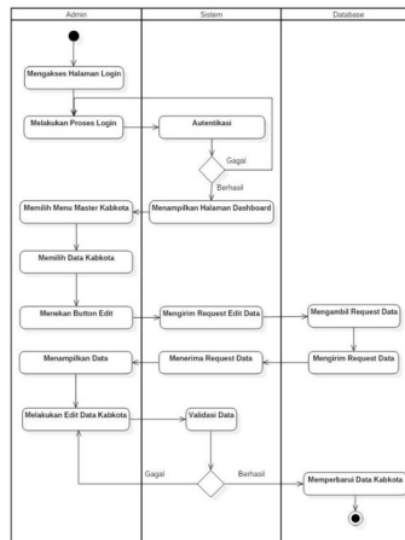 Admin
Sistem
Database
Mengakses Halaman Login
Melakukan Proses Login
Autentikasi
Gagal
Berhasil
Memilih Menu Master Kabkota
Menampilkan Halaman Dashboard
Memilih Data Kabkota
Menekan Button Edit
Mengirim Request Edit Data
Mengambil Request Data
Menampilkan Data
Menerima Request Data
Mengirim Request Data
Melakukan Edit Data Kabkota
Validasi Data
Gagal
Berhasil
Memperbarui Data Kabkota